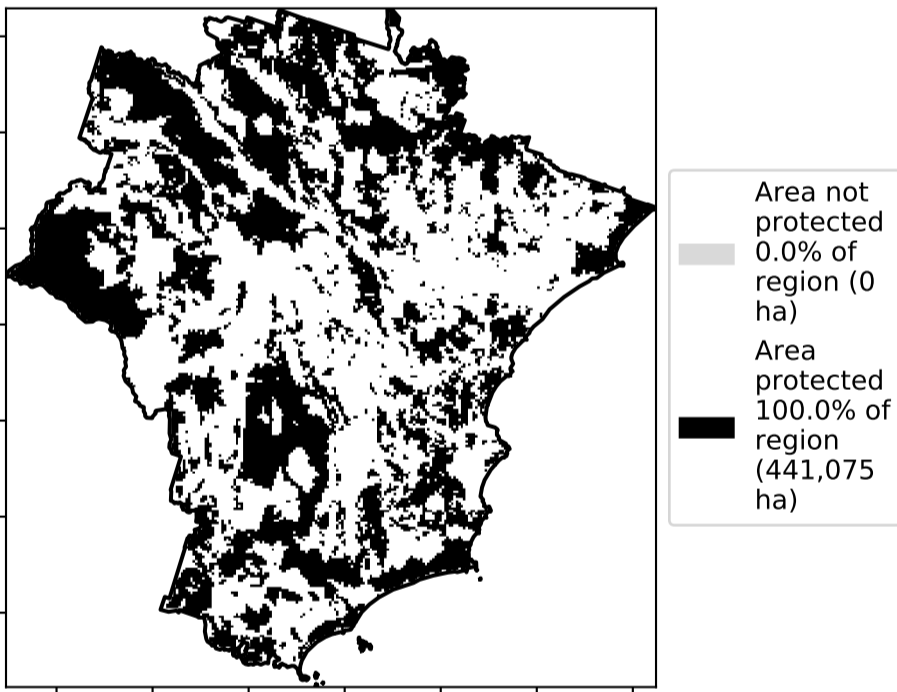 Area not
protected
0.0% of
region (0
ha)
Area
protected
100.0% of
region
(441,075
ha)